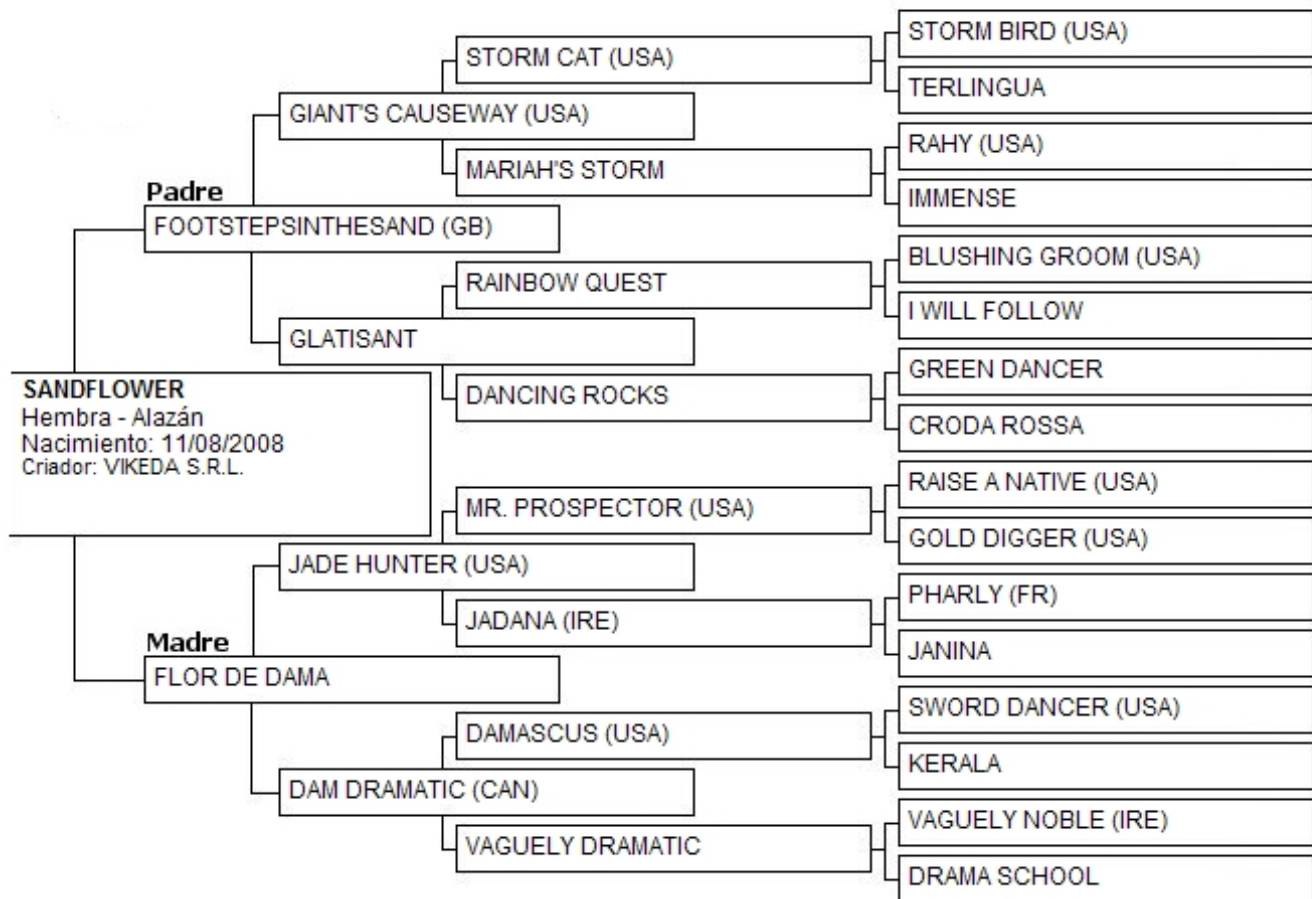 STORM BIRD (USA)
STORM CAT (USA)
TERLINGUA
GIANT'S CAUSEWAY (USA)
RAHY (USA)
MARIAH'S STORM
IMMENSE
Padre
FOOTSTEPSINTHESAND (GB)
BLUSHING GROOM (USA)
RAINBOW QUEST
I WILL FOLLOW
GLATISANT
GREEN DANCER
DANCING ROCKS
CRODA ROSSA
SANDFLOWER
Hembra - Alazán
Nacimiento: 11/08/2008
Criador: VIKEDA S.R.L.
RAISE A NATIVE (USA)
MR. PROSPECTOR (USA)
GOLD DIGGER (USA)
JADE HUNTER (USA)
PHARLY (FR)
JADANA (IRE)
JANINA
Madre
FLOR DE DAMA
SWORD DANCER (USA)
DAMASCUS (USA)
KERALA
DAM DRAMATIC (CAN)
VAGUELY NOBLE (IRE)
VAGUELY DRAMATIC
DRAMA SCHOOL